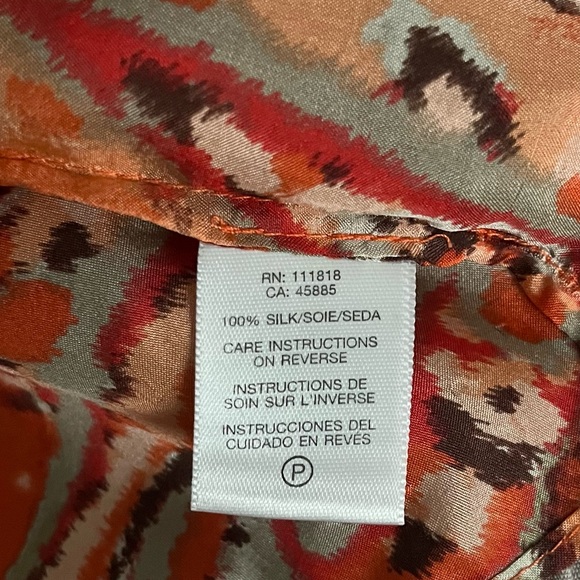 RN: 111818
CA: 45885
100% SILK/SOIE/SEDA
CARE INSTRUCTIONS
ON REVERSE
INSTRUCTIONS DE
SOIN SUR L'INVERSE
INSTRUCCIONES DEL
CUIDADO EN REVÉS
P